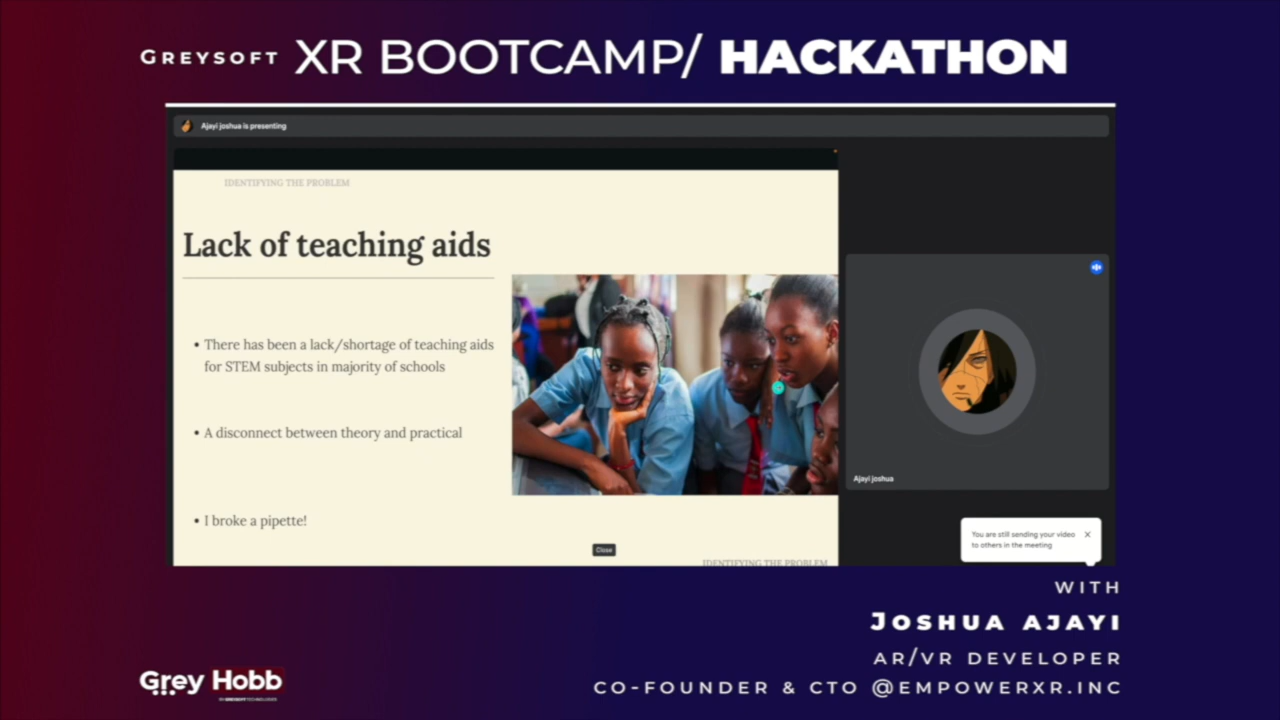 GREYSOFT XR BOOTCAMP/ HACKATHON
Ajayi joshua is presenting
IDENTIFYING THE PROBLEM
Lack of teaching aids
• There has been a lack/shortage of teaching aids
for STEM subjects in majority of schools
• A disconnect between theory and practical
• I broke a pipette!
Close
IDENTIFYING THE PROBLEM
Ajayi joshua
You are still sending your video
to others in the meeting
WITH
JOSHUA AJAYI
AR/VR DEVELOPER
CO-FOUNDER & CTO @EMPOWERXR.INC
Grey Hobb
BY GREYSOFT TECHNOLOGIES